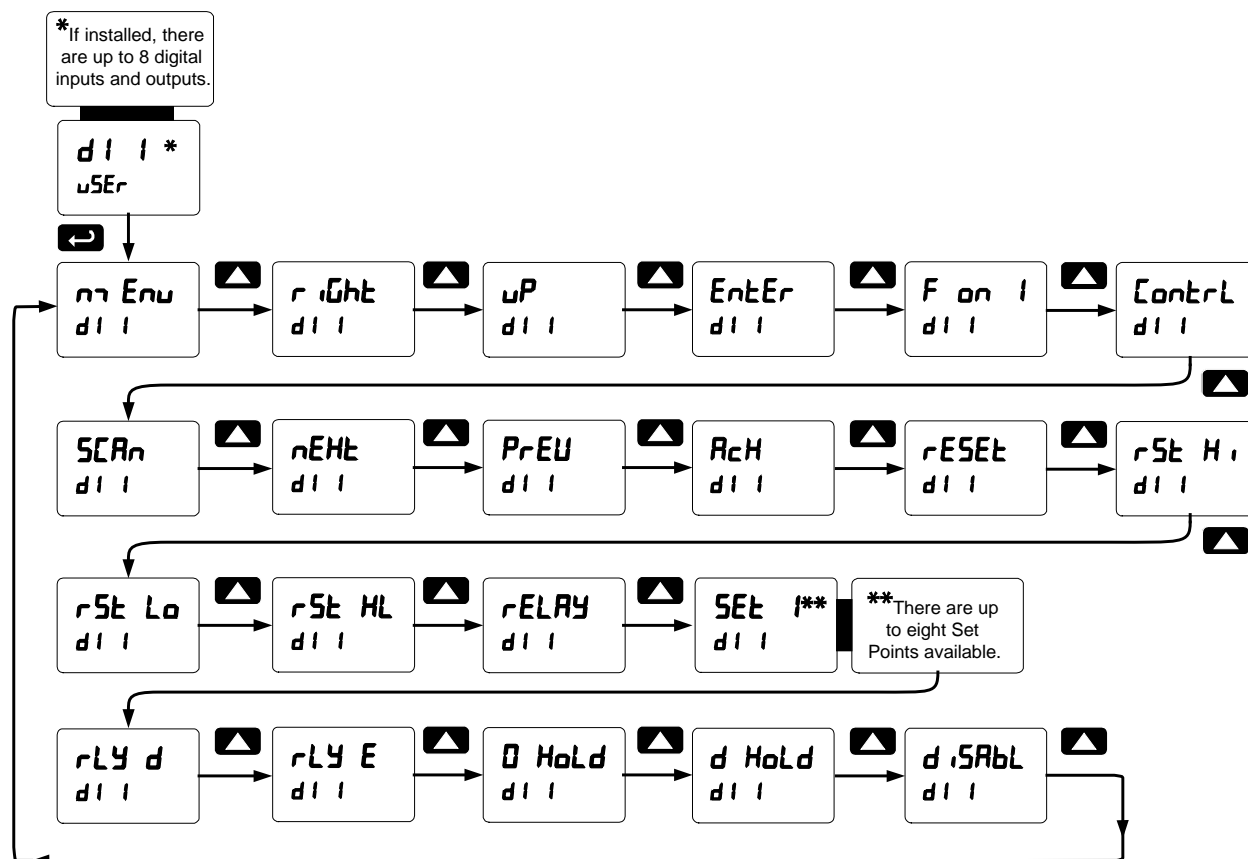 *If installed, there
are up to 8 digital
inputs and outputs.
dI 1 *
uSEr
mEnu
dI 1
riGht
dI 1
uP
dI 1
EntEr
dI 1
F on 1
dI 1
ContrL
dI 1
SCAn
dI 1
nEHt
dI 1
PrEU
dI 1
AcH
dI 1
rESEt
dI 1
rSt Hi
dI 1
rSt Lo
dI 1
rSt HL
dI 1
rELAY
dI 1
SEt 1**
dI 1
**There are up
to eight Set
Points available.
rLY d
dI 1
rLY E
dI 1
O HoLd
dI 1
d HoLd
dI 1
diSAbL
dI 1